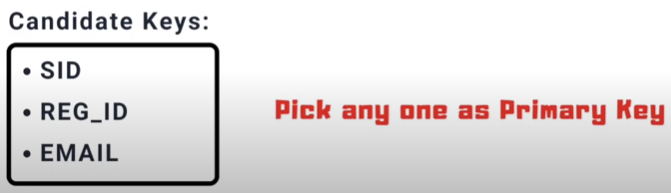 Candidate Keys:
• SID
• REG_ID
• EMAIL
Pick any one as Primary Key